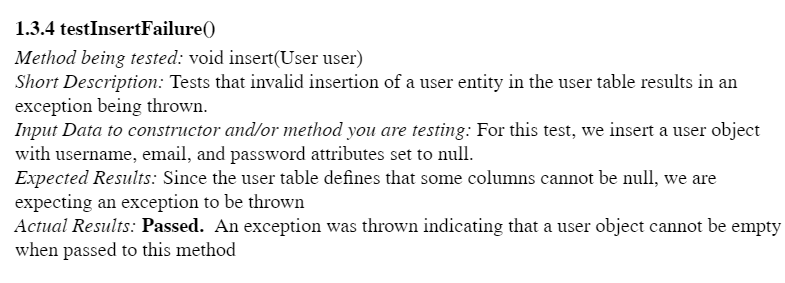 1.3.4 testInsertFailure()
Method being tested: void insert(User user)
Short Description: Tests that invalid insertion of a user entity in the user table results in an
exception being thrown.
Input Data to constructor and/or method you are testing: For this test, we insert a user object
with username, email, and password attributes set to null.
Expected Results: Since the user table defines that some columns cannot be null, we are
expecting an exception to be thrown
Actual Results: Passed.  An exception was thrown indicating that a user object cannot be empty
when passed to this method